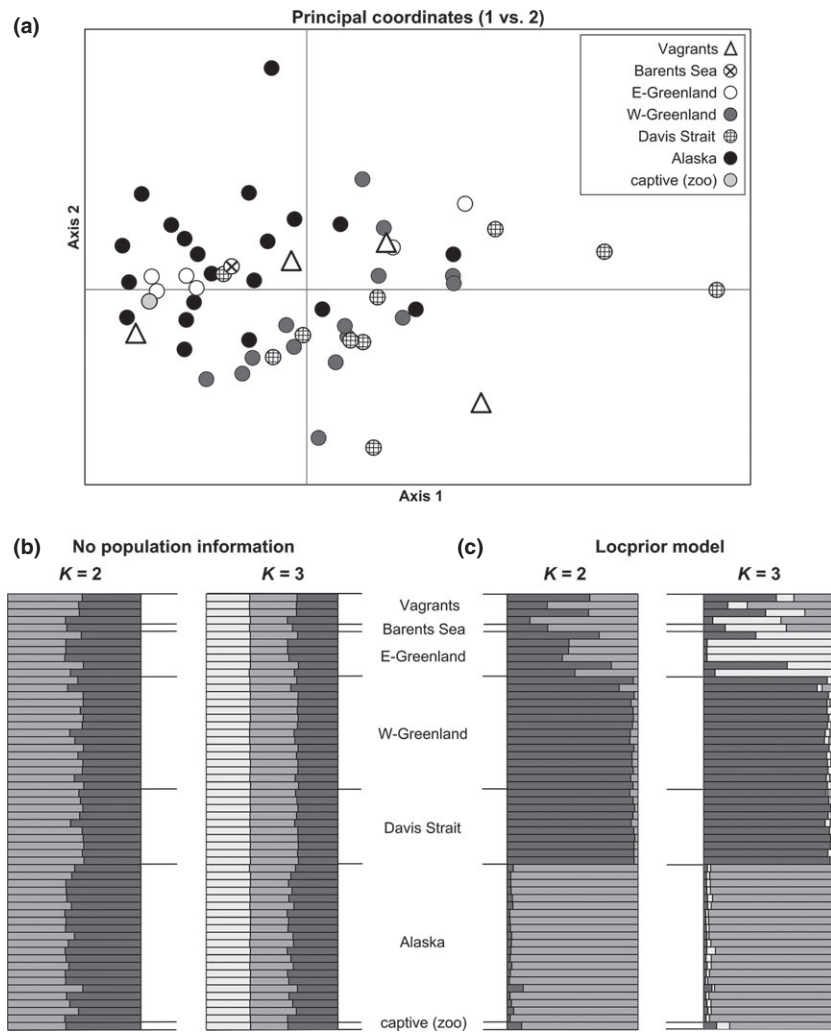 (a)
Principal coordinates (1 vs. 2)
Vagrants
Barents Sea
E-Greenland
W-Greenland
Davis Strait
Alaska
captive (zoo)
Axis 2
Axis 1
(b)
No population information
K = 2
K = 3
(c)
Locprior model
K = 2
K = 3
Vagrants
Barents Sea
E-Greenland
W-Greenland
Davis Strait
Alaska
captive (zoo)